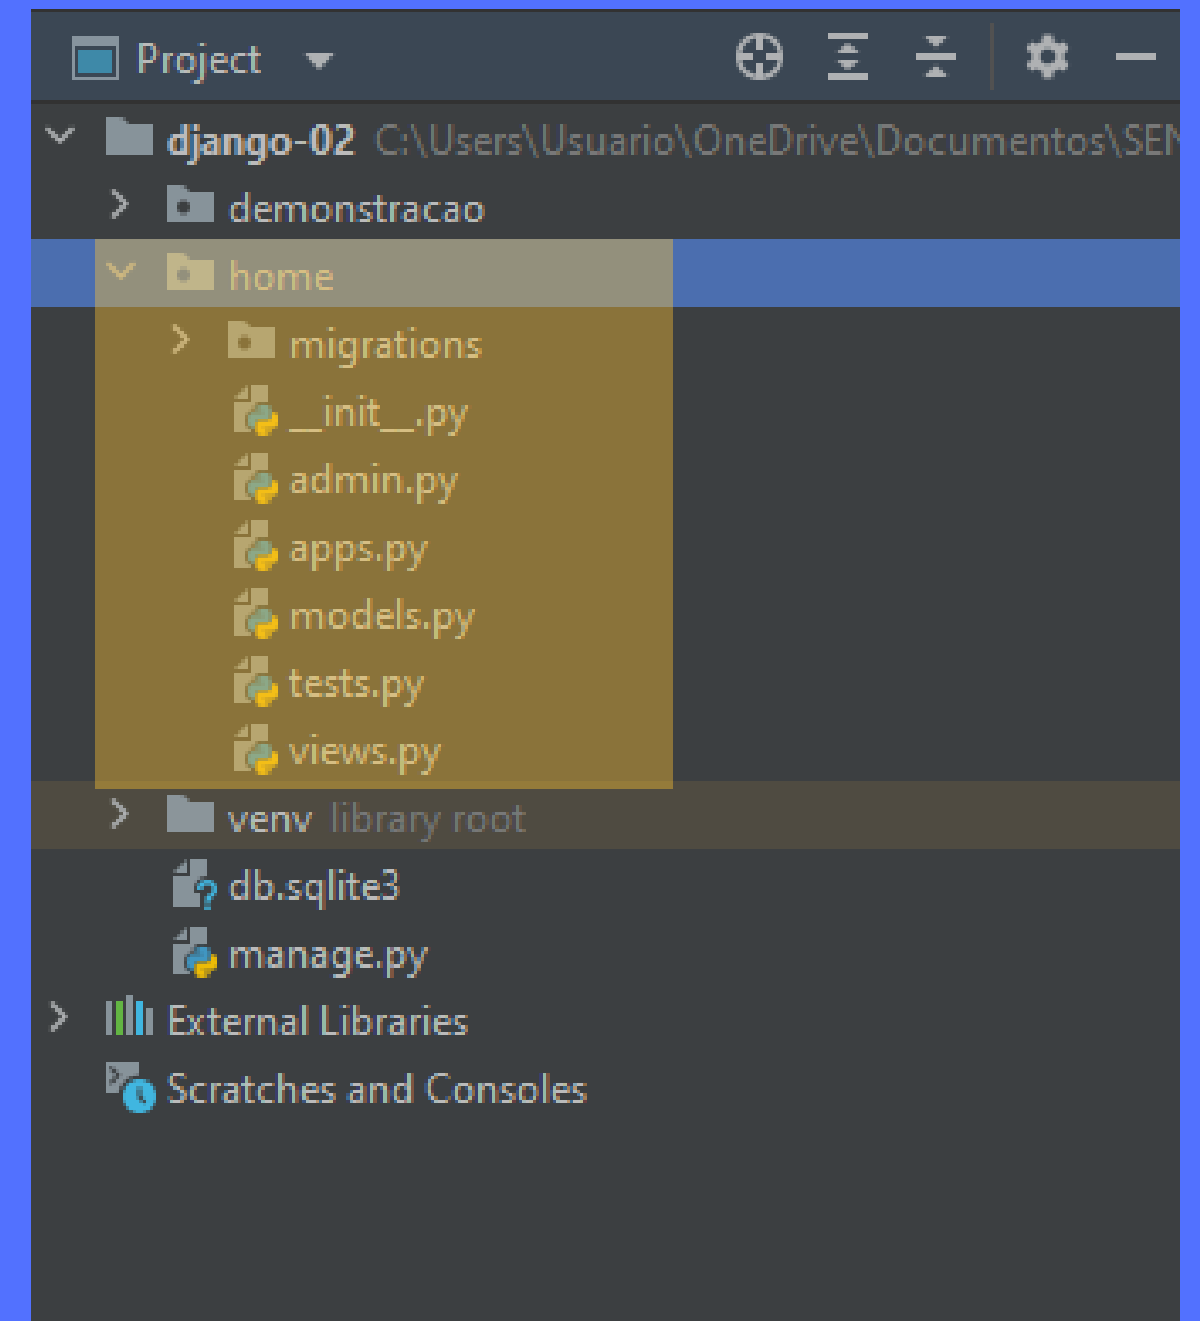 Project
django-02 C:\Users\Usuario\OneDrive\Documentos\SEN
demonstracao
home
migrations
__init__.py
admin.py
apps.py
models.py
tests.py
views.py
venv library root
db.sqlite3
manage.py
External Libraries
Scratches and Consoles